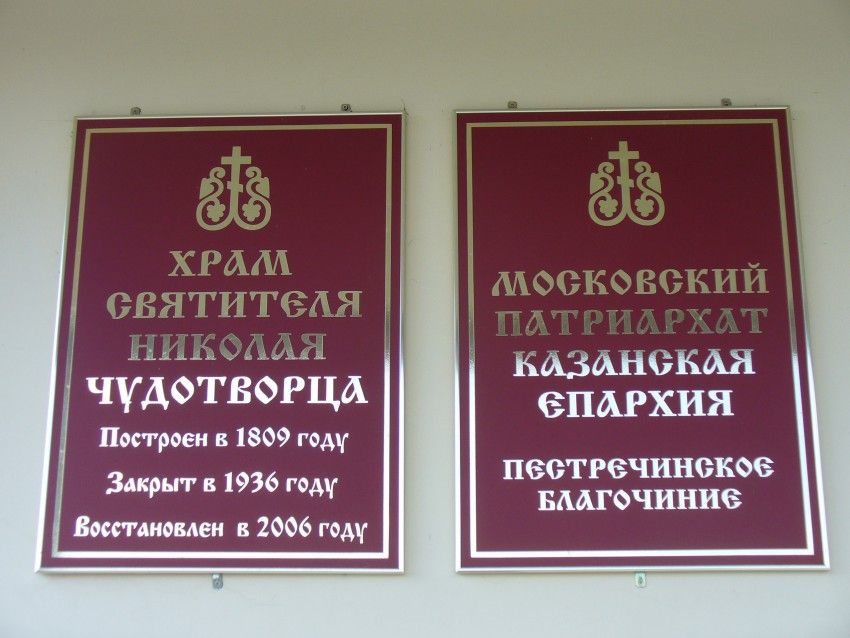 ХРАМ
СВЯТИТЕЛЯ
НИКОЛАЯ
ЧУДОТВОРЦА
Построен в 1809 году
Закрыт в 1936 году
Восстановлен в 2006 году
МОСКОВСКИЙ
ПАТРИАРХАТ
КАЗАНСКАЯ
ЕПАРХИЯ
ПЕСТРЕЧИНСКОЕ
БЛАГОЧИНИЕ